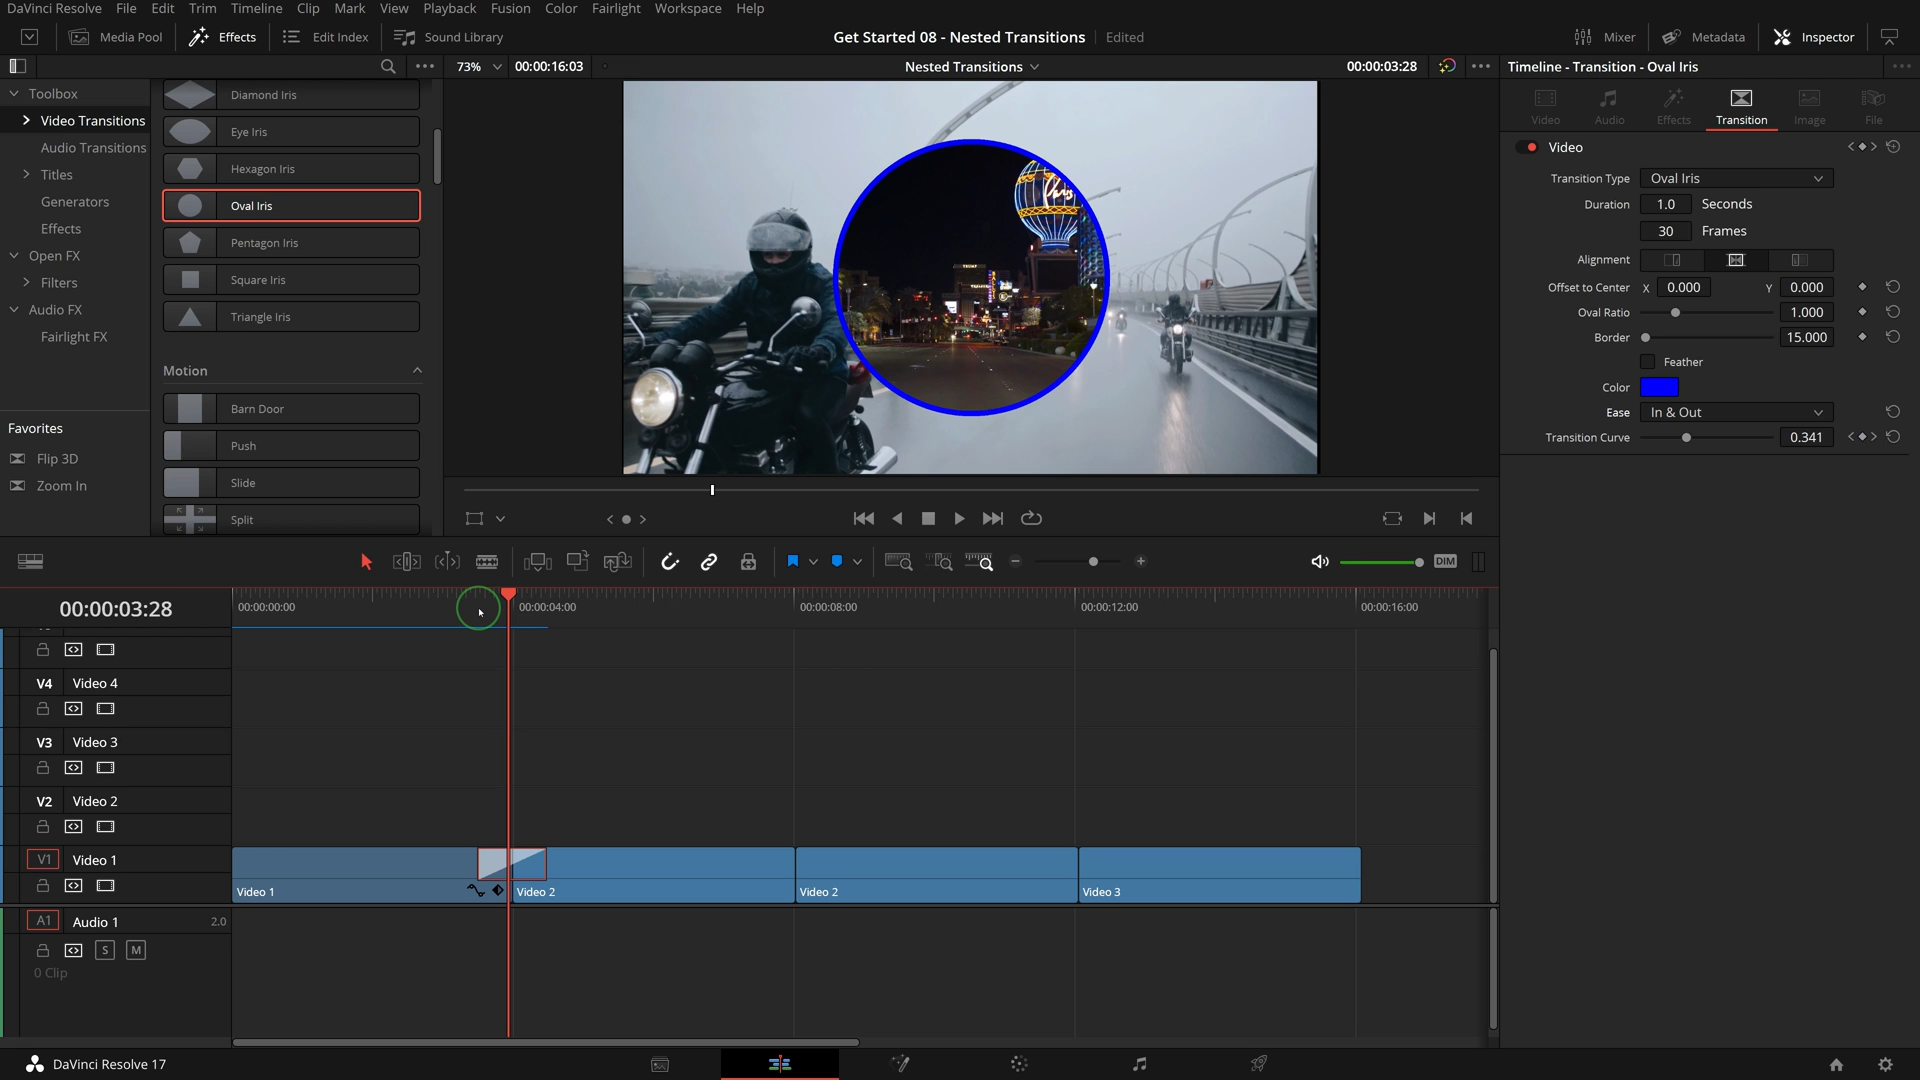 DaVinci Resolve File Edit Trim Timeline Clip Mark View Playback Fusion Color Fairlight Workspace Help
Media Pool Effects Edit Index Sound Library Get Started 08 - Nested Transitions Edited Mixer Metadata Inspector
73% 00:00:16:03 Nested Transitions 00:00:03:28 Timeline - Transition - Oval Iris
Toolbox
Video Transitions
Audio Transitions
Titles
Generators
Effects
Open FX
Filters
Audio FX
Fairlight FX
Favorites
Flip 3D
Zoom In
Diamond Iris
Eye Iris
Hexagon Iris
Oval Iris
Pentagon Iris
Square Iris
Triangle Iris
Motion
Barn Door
Push
Slide
Split
Video Audio Effects Transition Image File
Video
Transition Type Oval Iris
Duration 1.0 Seconds
30 Frames
Alignment
Offset to Center X 0.000 Y 0.000
Oval Ratio 1.000
Border 15.000
Feather
Color
Ease In & Out
Transition Curve 0.341
DIM
00:00:03:28 00:00:00:00 00:00:04:00 00:00:08:00 00:00:12:00 00:00:16:00
V4 Video 4
V3 Video 3
V2 Video 2
V1 Video 1
Video 1 Video 2 Video 2 Video 3
A1 Audio 1 2.0
S M
0 Clip
DaVinci Resolve 17